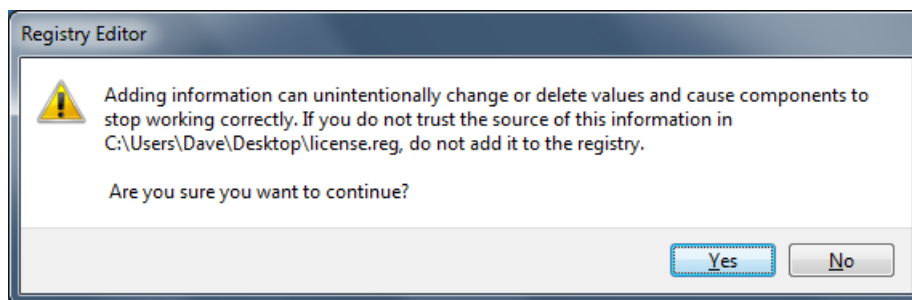 Registry Editor
Adding information can unintentionally change or delete values and cause components to
stop working correctly. If you do not trust the source of this information in
C:\Users\Dave\Desktop\license.reg, do not add it to the registry.
Are you sure you want to continue?
Yes
No